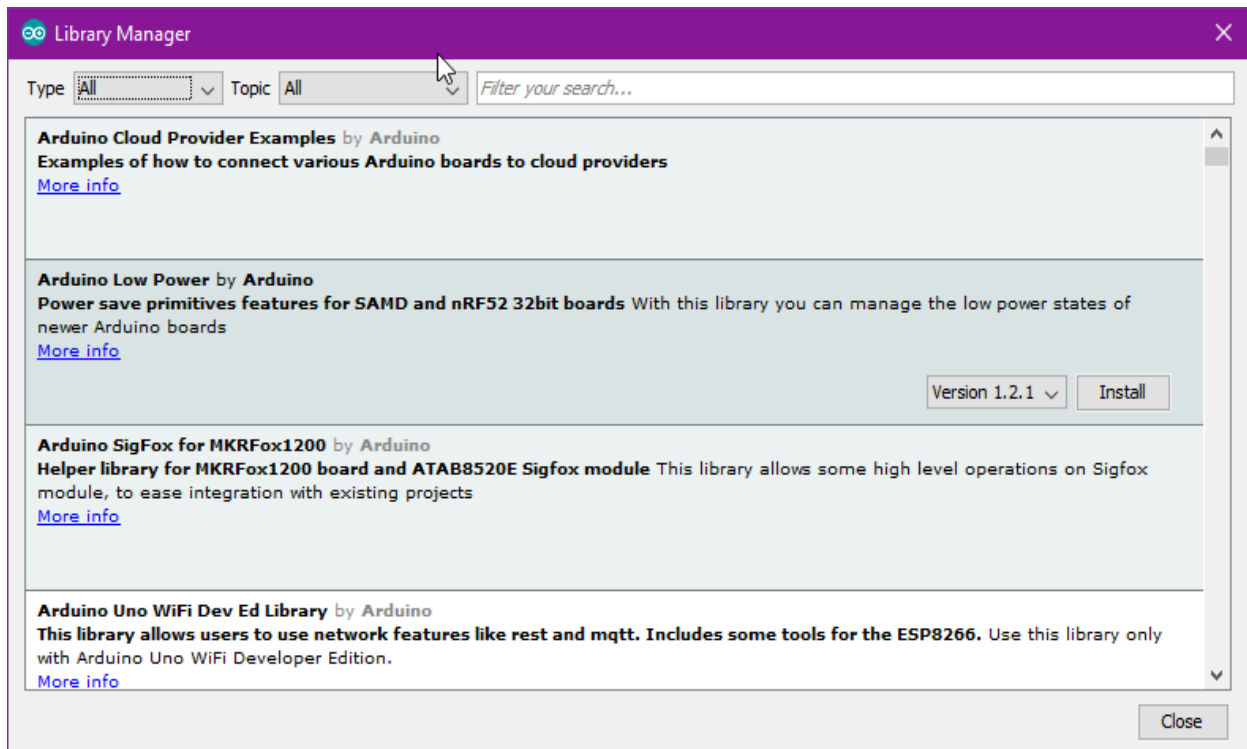 Library Manager
Type All Topic All Filter your search...
Arduino Cloud Provider Examples by Arduino
Examples of how to connect various Arduino boards to cloud providers
More info
Arduino Low Power by Arduino
Power save primitives features for SAMD and nRF52 32bit boards With this library you can manage the low power states of
newer Arduino boards
More info
Version 1.2.1 Install
Arduino SigFox for MKRFox1200 by Arduino
Helper library for MKRFox1200 board and ATAB8520E Sigfox module This library allows some high level operations on Sigfox
module, to ease integration with existing projects
More info
Arduino Uno WiFi Dev Ed Library by Arduino
This library allows users to use network features like rest and mqtt. Includes some tools for the ESP8266. Use this library only
with Arduino Uno WiFi Developer Edition.
More info
Close